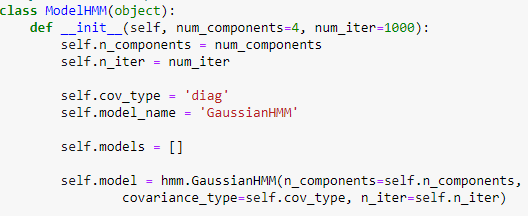 class ModelHMM(object):
    def __init__(self, num_components=4, num_iter=1000):
        self.n_components = num_components
        self.n_iter = num_iter
        self.cov_type = 'diag'
        self.model_name = 'GaussianHMM'
        self.models = []
        self.model = hmm.GaussianHMM(n_components=self.n_components,
                covariance_type=self.cov_type, n_iter=self.n_iter)